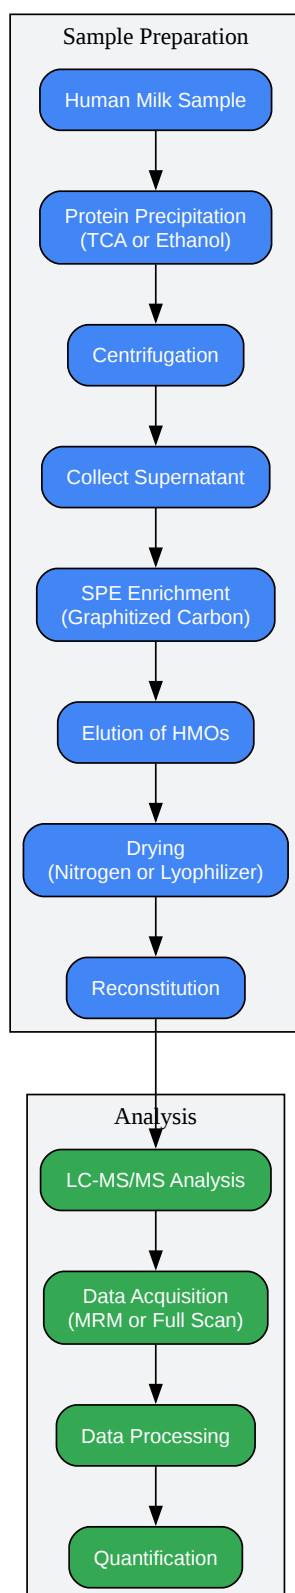 Sample Preparation
Human Milk Sample
Protein Precipitation
(TCA or Ethanol)
Centrifugation
Collect Supernatant
SPE Enrichment
(Graphitized Carbon)
Elution of HMOs
Drying
(Nitrogen or Lyophilizer)
Reconstitution
Analysis
LC-MS/MS Analysis
Data Acquisition
(MRM or Full Scan)
Data Processing
Quantification